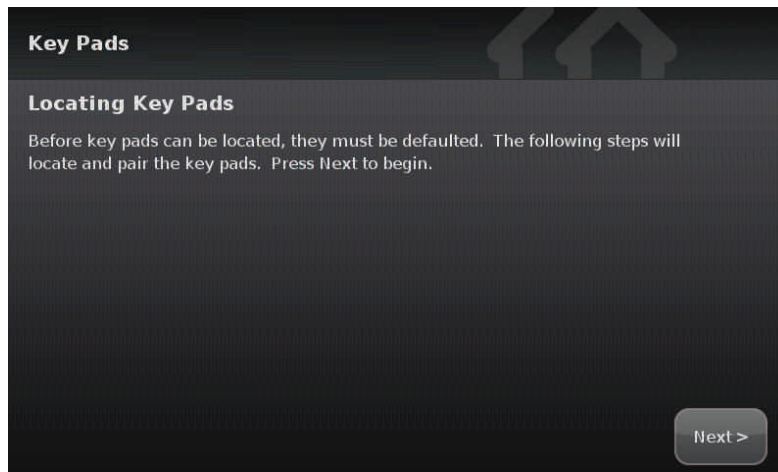 Key Pads
Locating Key Pads
Before key pads can be located, they must be defaulted.  The following steps will
locate and pair the key pads.  Press Next to begin.
Next >